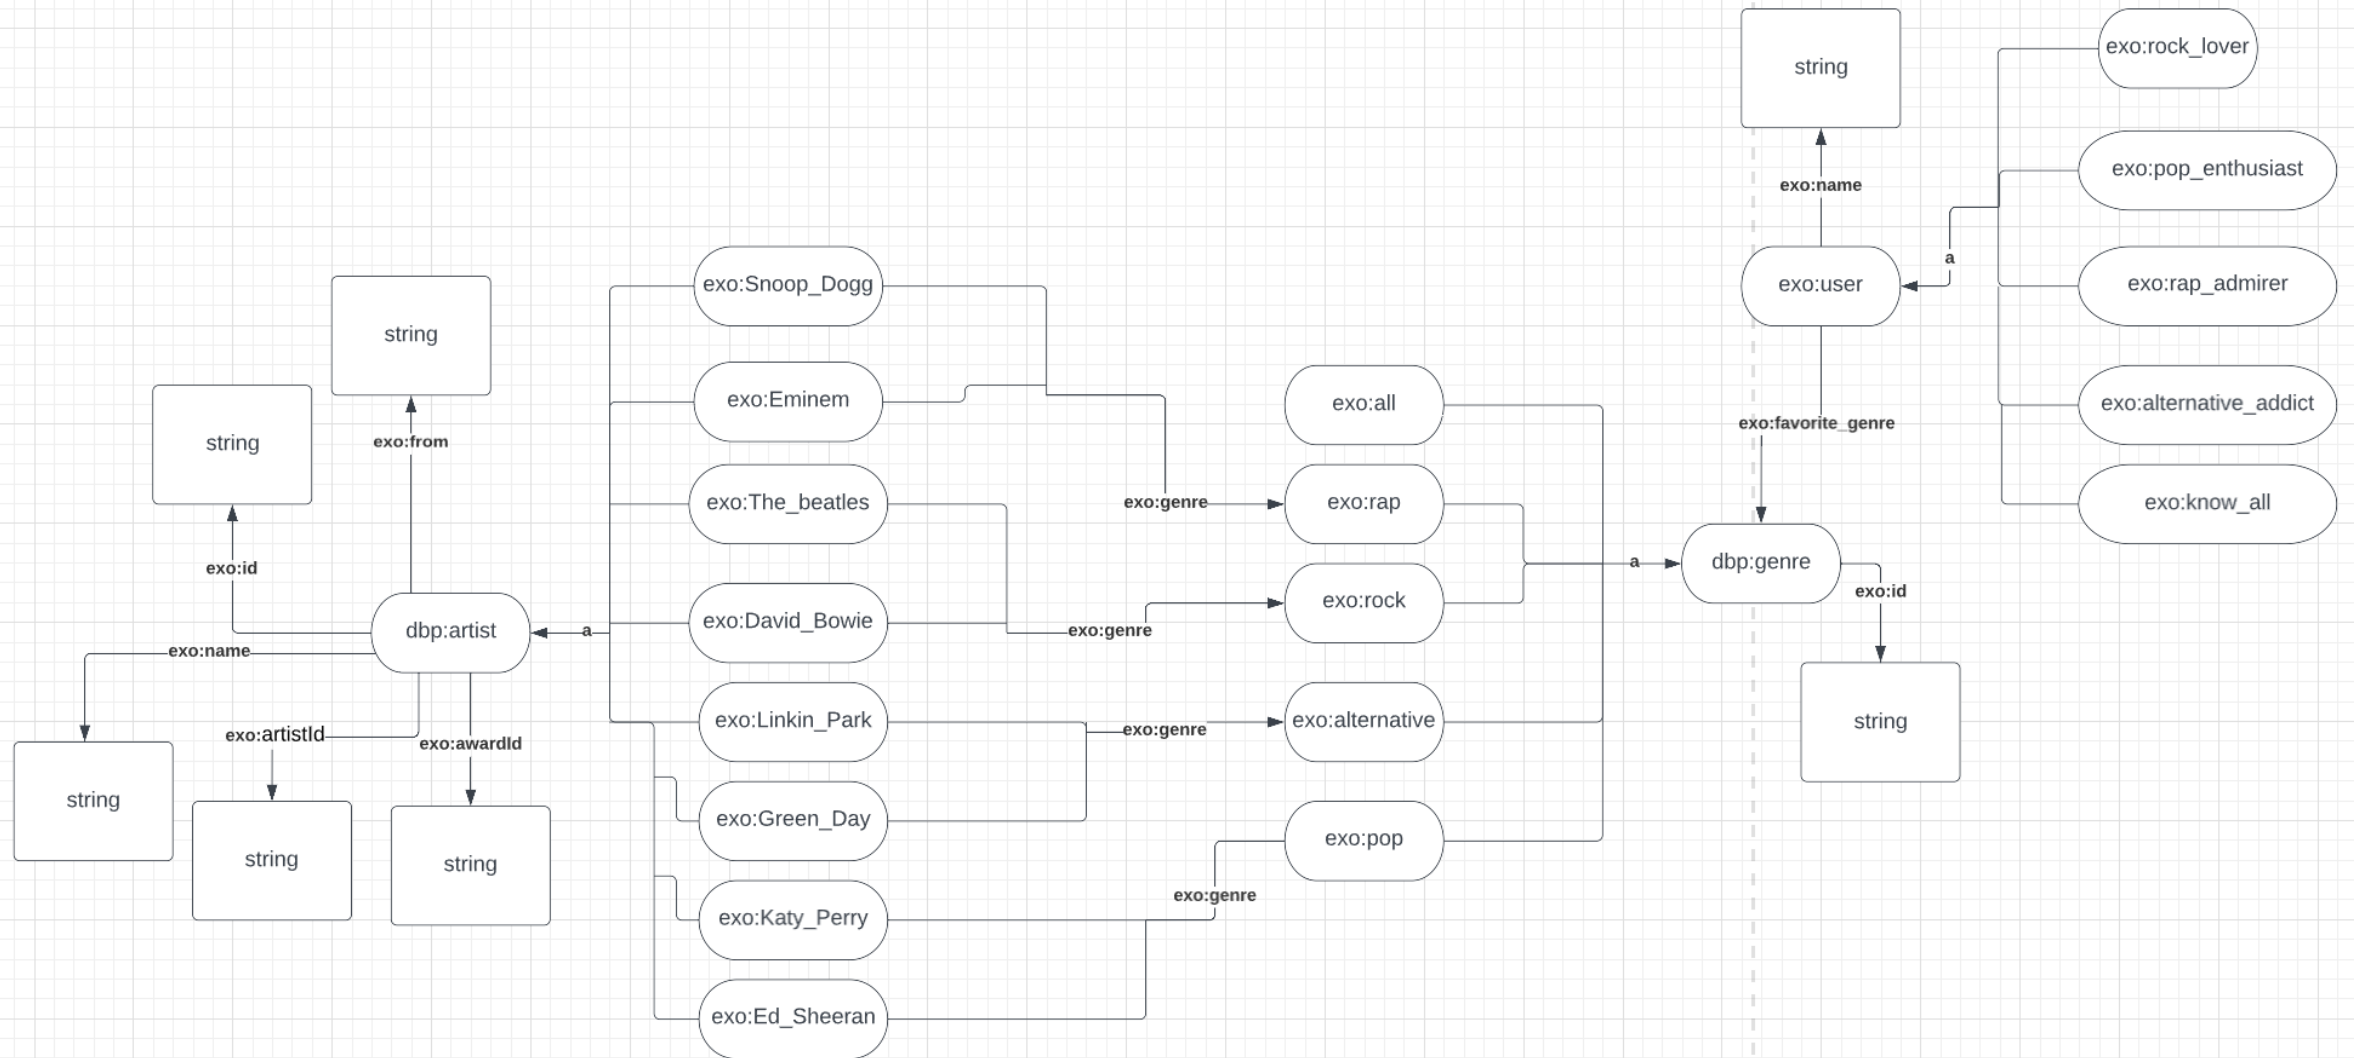 exo:rock_lover
string
exo:pop_enthusiast
exo:name
a
exo:user
exo:rap_admirer
exo:Snoop_Dogg
string
exo:Eminem
exo:all
exo:alternative_addict
exo:favorite_genre
string
exo:from
exo:The_beatles
exo:genre
exo:rap
exo:know_all
exo:id
a
dbp:genre
exo:id
dbp:artist
a
exo:David_Bowie
exo:genre
exo:rock
exo:name
exo:Linkin_Park
exo:genre
exo:alternative
string
exo:artistId
exo:awardId
string
exo:Green_Day
exo:pop
string
string
exo:genre
exo:Katy_Perry
exo:Ed_Sheeran